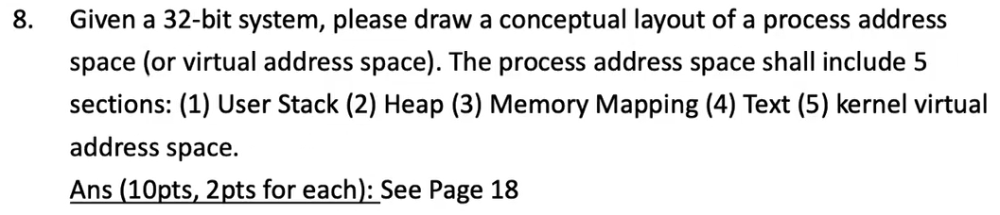 8. Given a 32-bit system, please draw a conceptual layout of a process address
space (or virtual address space). The process address space shall include 5
sections: (1) User Stack (2) Heap (3) Memory Mapping (4) Text (5) kernel virtual
address space.
Ans (10pts, 2pts for each): See Page 18